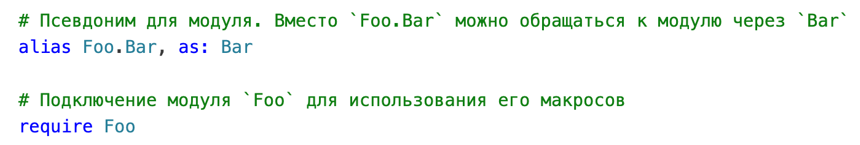 # Псевдоним для модуля. Вместо `Foo.Bar` можно обращаться к модулю через `Bar`
alias Foo.Bar, as: Bar
# Подключение модуля `Foo` для использования его макросов
require Foo